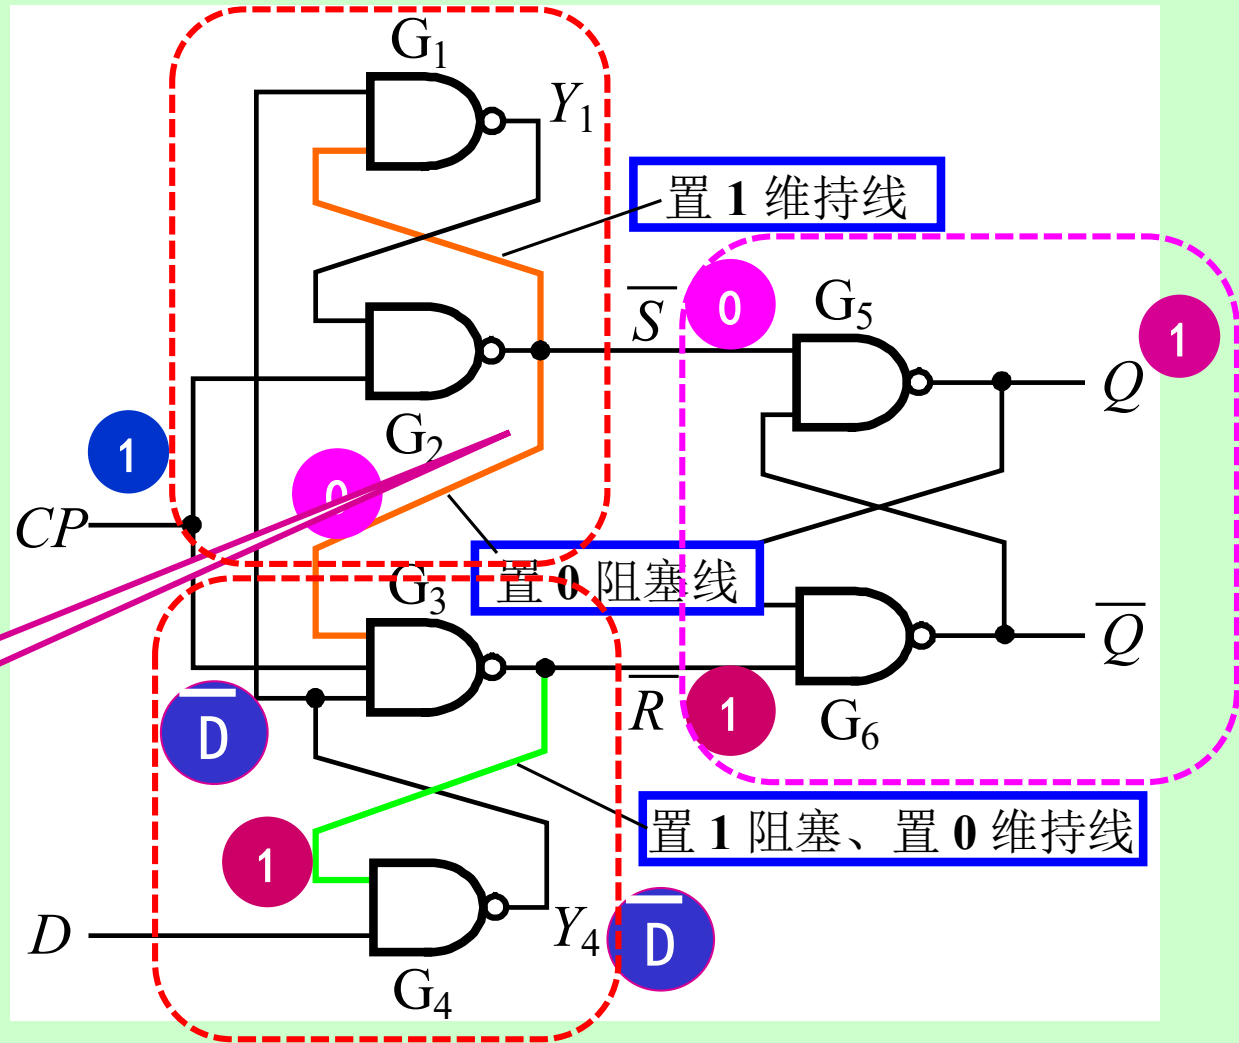 G₁
Y₁
置 1 维持线
S̅
0
G₅
1
Q
G₂
1
0
CP
G₃
置 0 阻塞线
Q̅
D̅
R̅
1
G₆
置 1 阻塞、置 0 维持线
1
D
Y₄
D̅
G₄